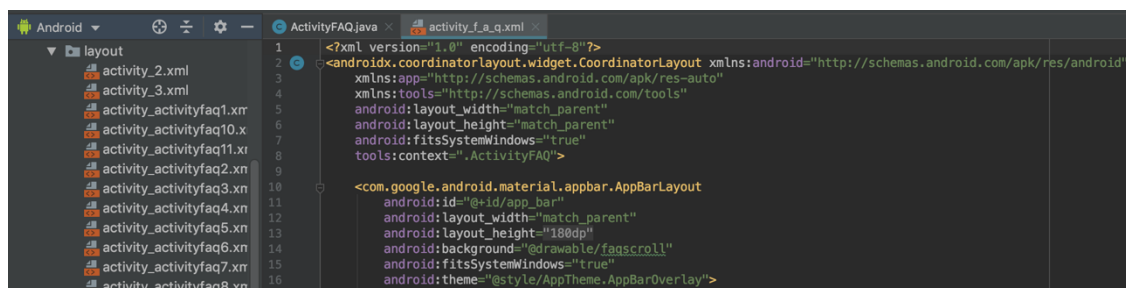 Android
layout
activity_2.xml
activity_3.xml
activity_activityfaq1.xm
activity_activityfaq10.x
activity_activityfaq11.xr
activity_activityfaq2.xm
activity_activityfaq3.xm
activity_activityfaq4.xm
activity_activityfaq5.xm
activity_activityfaq6.xm
activity_activityfaq7.xm
activity_activityfaq8.xm
ActivityFAQ.java
activity_f_a_q.xml
1 <?xml version="1.0" encoding="utf-8"?>
2 <androidx.coordinatorlayout.widget.CoordinatorLayout xmlns:android="http://schemas.android.com/apk/res/android"
3 xmlns:app="http://schemas.android.com/apk/res-auto"
4 xmlns:tools="http://schemas.android.com/tools"
5 android:layout_width="match_parent"
6 android:layout_height="match_parent"
7 android:fitsSystemWindows="true"
8 tools:context=".ActivityFAQ">
9
10 <com.google.android.material.appbar.AppBarLayout
11 android:id="@+id/app_bar"
12 android:layout_width="match_parent"
13 android:layout_height="180dp"
14 android:background="@drawable/faqscroll"
15 android:fitsSystemWindows="true"
16 android:theme="@style/AppTheme.AppBarOverlay">